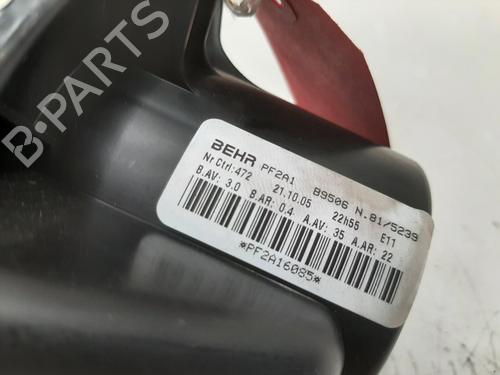 B-PARTS
BEHR PF2A1 B9506 N.81/5239
Nr Ctrl:472 21.10.05 22h55 E11
B.AV: 3.0 B.AR: 0.4 A.AV: 35 A.AR: 22
*PF2A16085*